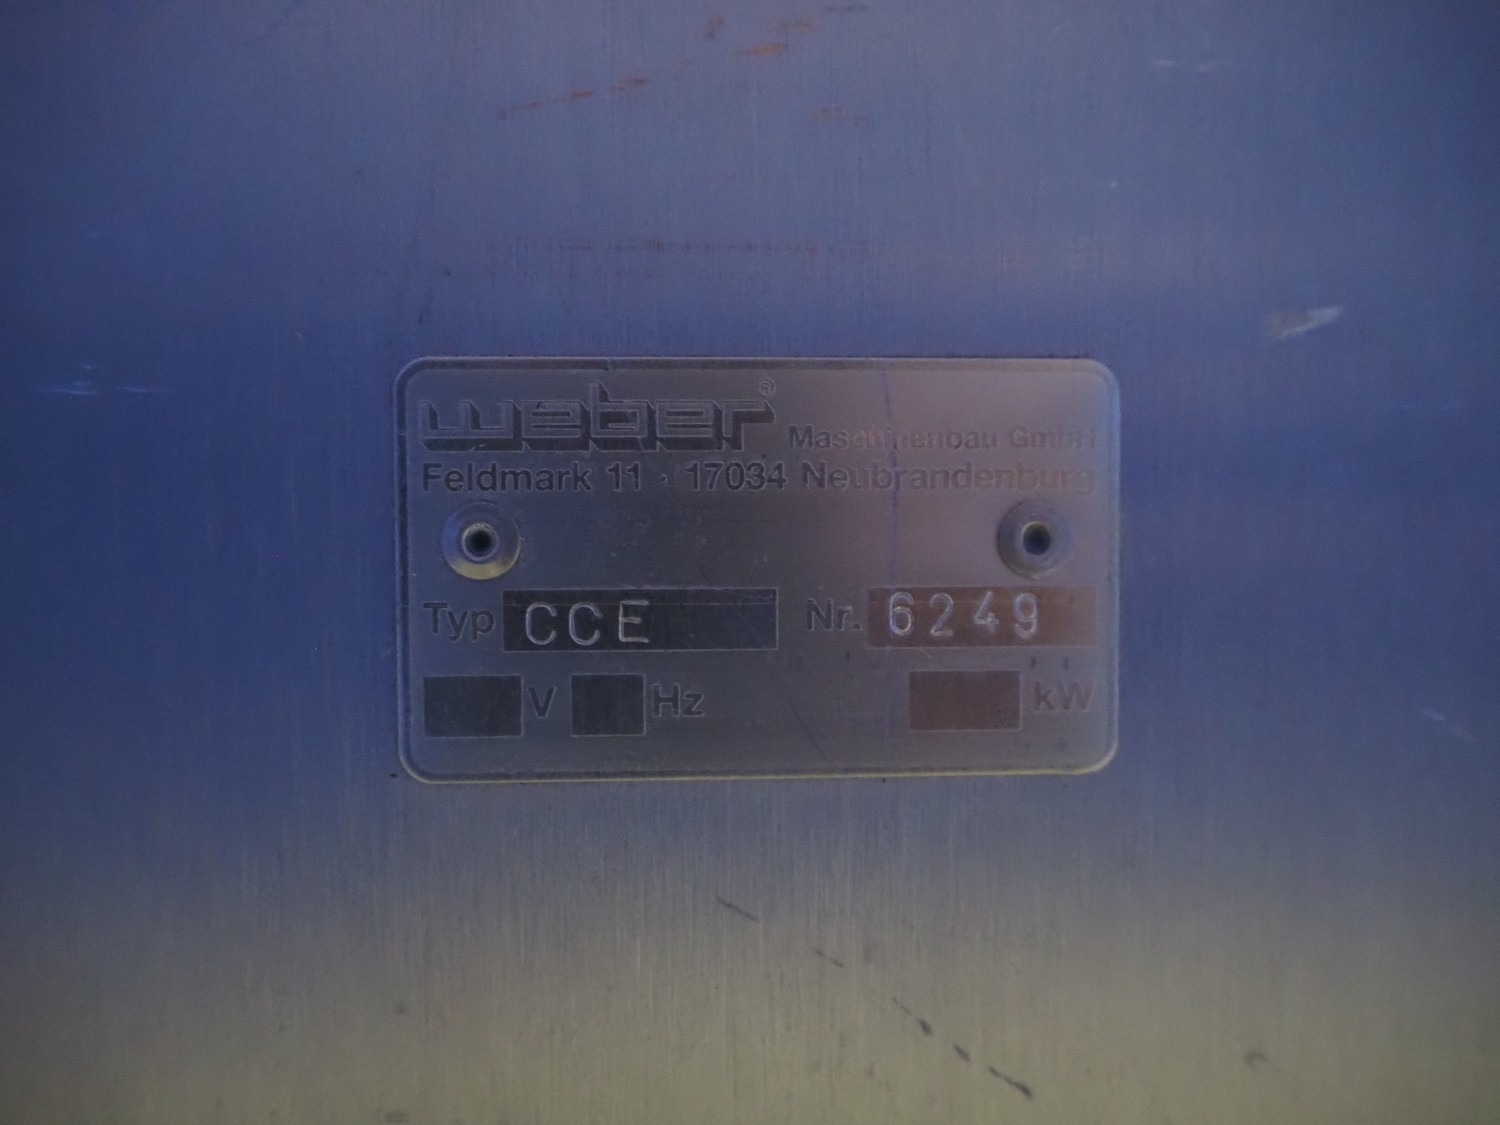 weber® Maschinenbau GmbH
Feldmark 11 · 17034 Neubrandenburg
Typ CCE Nr. 6249
V Hz kW